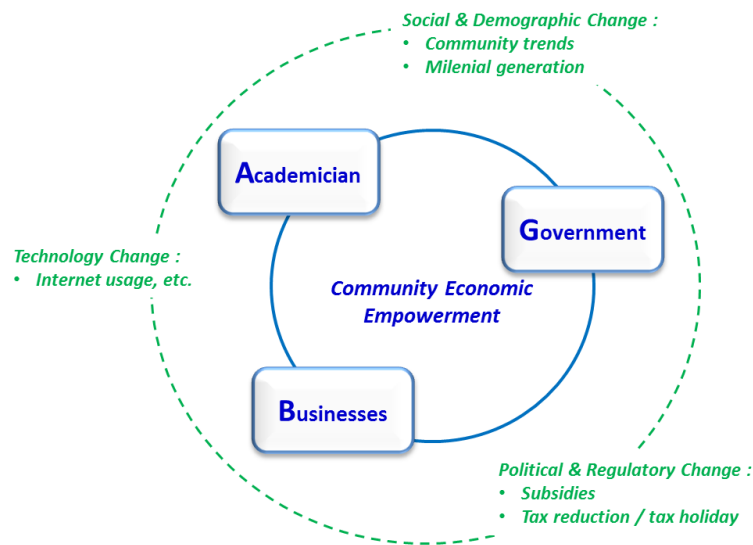 Social & Demographic Change :
• Community trends
• Milenial generation
Academician
Government
Technology Change :
• Internet usage, etc.
Community Economic
Empowerment
Businesses
Political & Regulatory Change :
• Subsidies
• Tax reduction / tax holiday